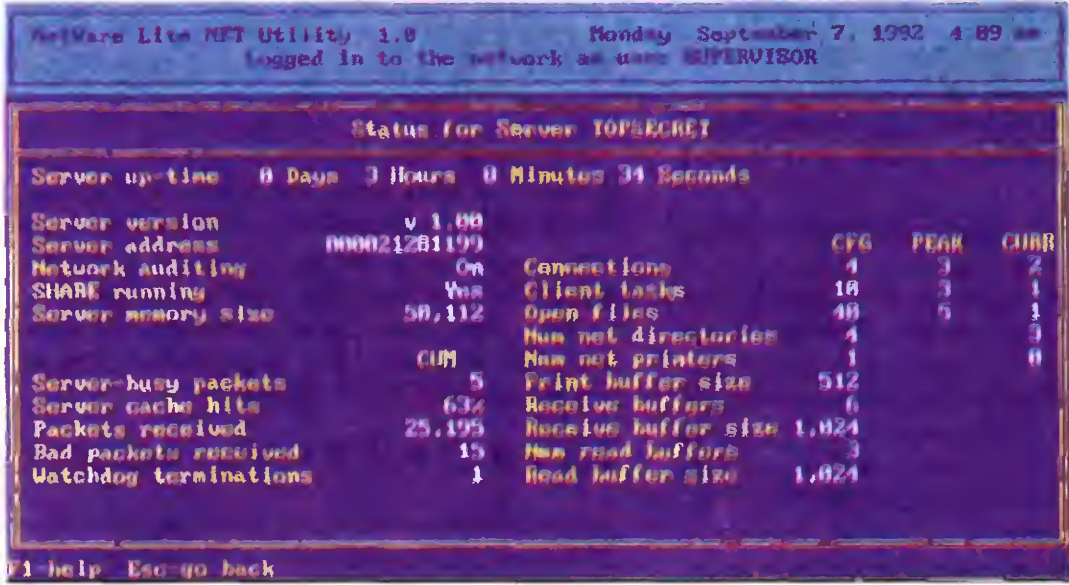 NetWare Lite NET Utility 1.0 Monday September 7, 1992 4:09 am
Logged in to the network as user SUPERVISOR
Status for Server TOPSECRET
Server up-time 0 Days 3 Hours 0 Minutes 34 Seconds
Server version v 1.00
Server address
Network auditing On
SHARE running Yes
Server memory size 50,112
CUM
Server-busy packets 5
Server cache hits 63%
Packets received 25,195
Bad packets received 15
Watchdog terminations 1
CFG PEAK CURR
Connections 4 3 2
Client tasks 10 3 1
Open files 40 1
Num net directories 4 3
Num net printers 1 0
Print buffer size 512
Receive buffers 6
Receive buffer size 1,024
Num read buffers 3
Read buffer size 1,024
F1-help Esc-go back